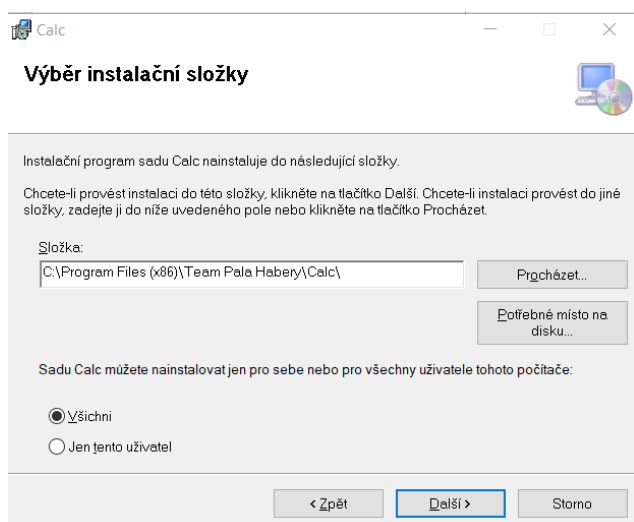 Calc
Výběr instalační složky
Instalační program sadu Calc nainstaluje do následující složky.
Chcete-li provést instalaci do této složky, klikněte na tlačítko Další. Chcete-li instalaci provést do jiné
složky, zadejte ji do níže uvedeného pole nebo klikněte na tlačítko Procházet.
Složka:
C:\Program Files (x86)\Team Pala Habery\Calc\
Procházet...
Potřebné místo na
disku...
Sadu Calc můžete nainstalovat jen pro sebe nebo pro všechny uživatele tohoto počítače:
Všichni
Jen tento uživatel
< Zpět
Další >
Storno